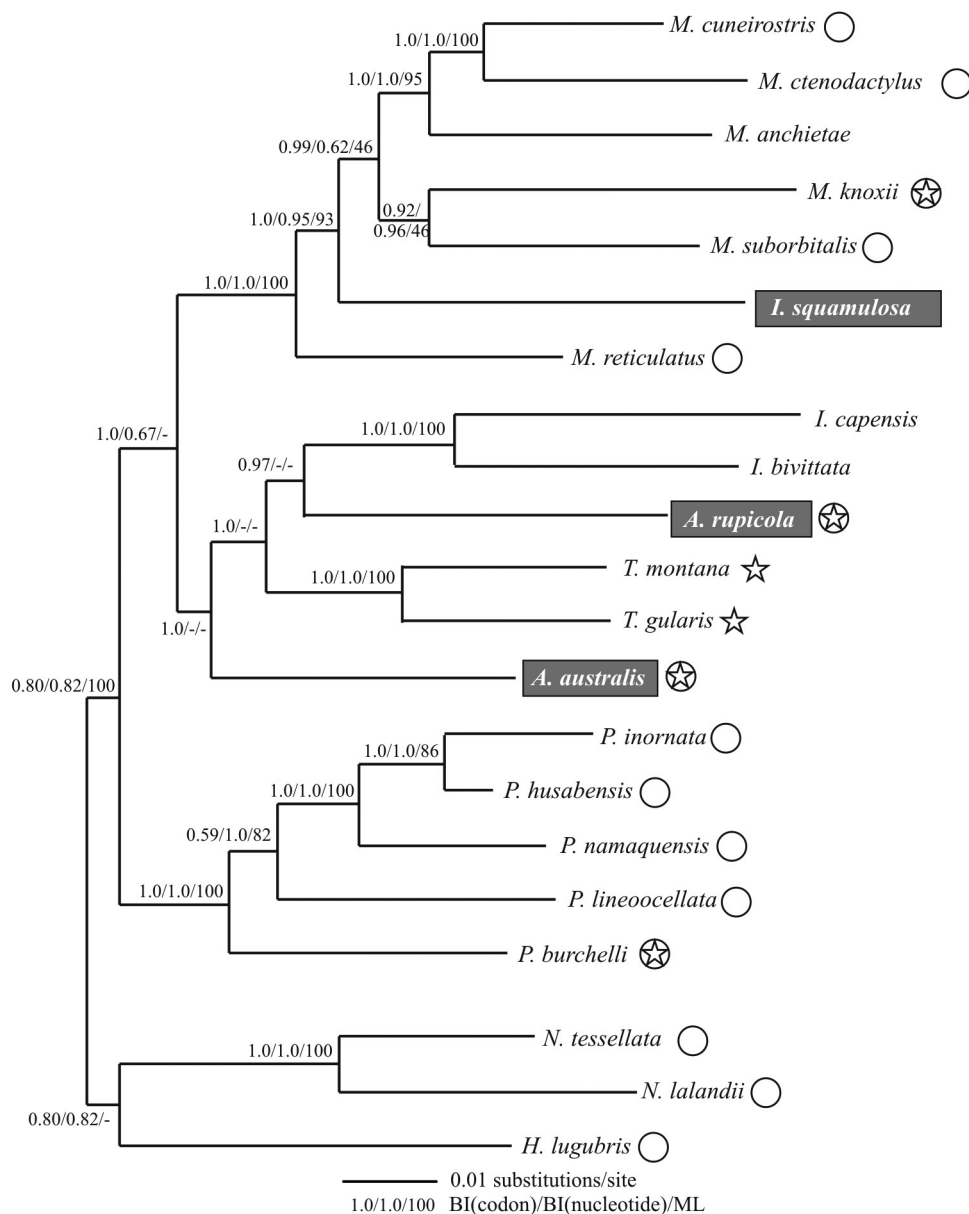 M. cuneirostris
1.0/1.0/100
M. ctenodactylus
1.0/1.0/95
M. anchietae
0.99/0.62/46
M. knoxii
0.92/
0.96/46
1.0/0.95/93
M. suborbitalis
1.0/1.0/100
I. squamulosa
M. reticulatus
I. capensis
1.0/0.67/-
1.0/1.0/100
I. bivittata
0.97/-/-
A. rupicola
1.0/-/-
T. montana
1.0/1.0/100
T. gularis
1.0/-/-
A. australis
0.80/0.82/100
P. inornata
1.0/1.0/86
P. husabensis
1.0/1.0/100
P. namaquensis
0.59/1.0/82
1.0/1.0/100
P. lineoocellata
P. burchelli
N. tessellata
1.0/1.0/100
N. lalandii
0.80/0.82/-
H. lugubris
0.01 substitutions/site
1.0/1.0/100 BI(codon)/BI(nucleotide)/ML